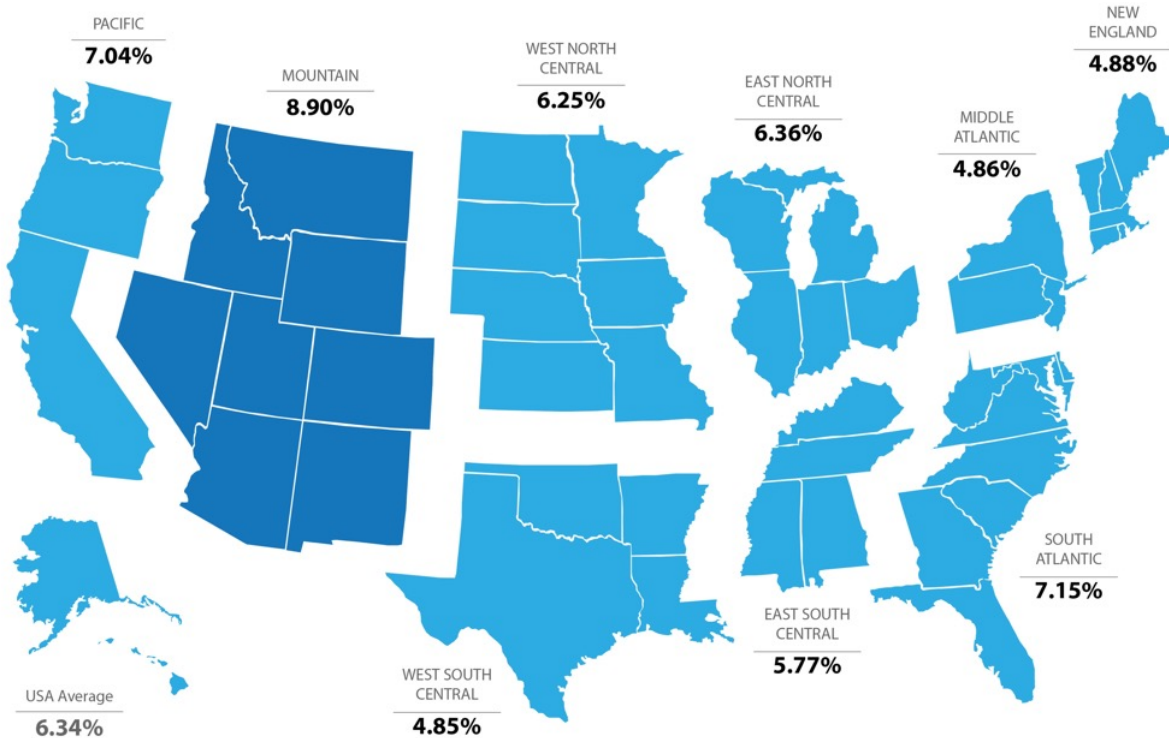 PACIFIC
7.04%
MOUNTAIN
8.90%
WEST NORTH
CENTRAL
6.25%
EAST NORTH
CENTRAL
6.36%
MIDDLE
ATLANTIC
4.86%
NEW
ENGLAND
4.88%
USA Average
6.34%
WEST SOUTH
CENTRAL
4.85%
EAST SOUTH
CENTRAL
5.77%
SOUTH
ATLANTIC
7.15%